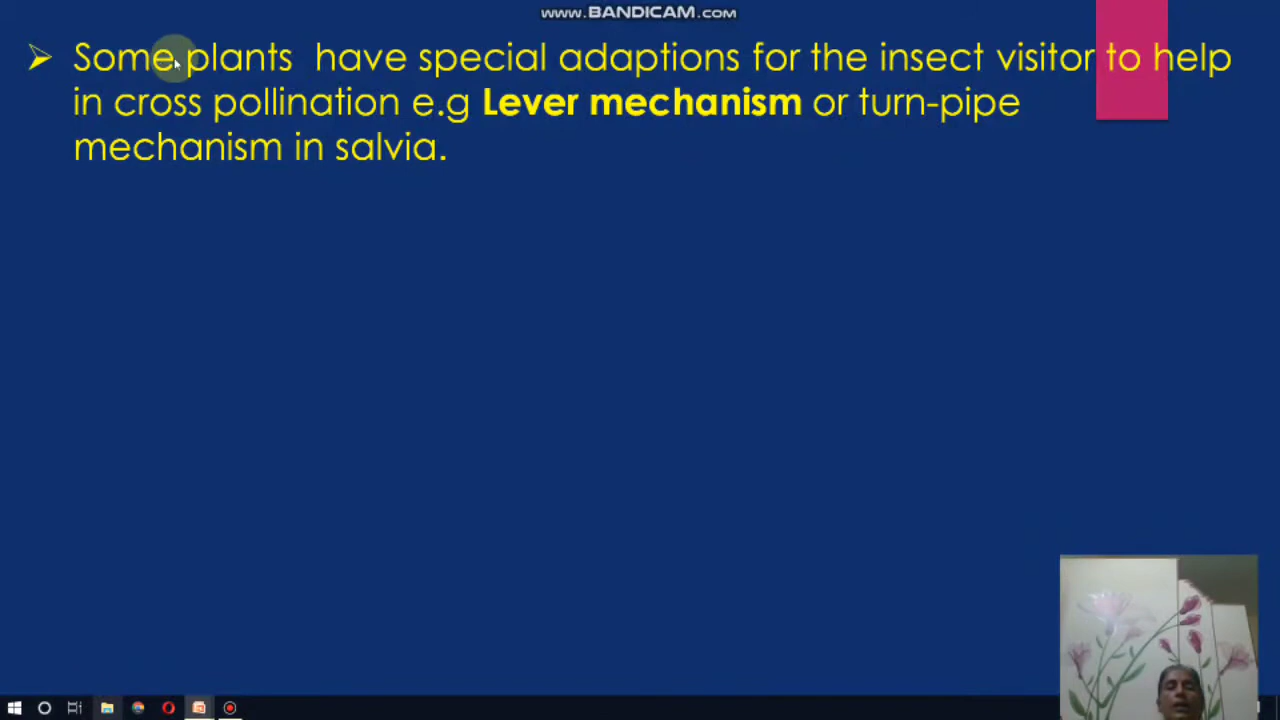 www.BANDICAM.com
Some plants have special adaptions for the insect visitor to help
in cross pollination e.g Lever mechanism or turn-pipe
mechanism in salvia.